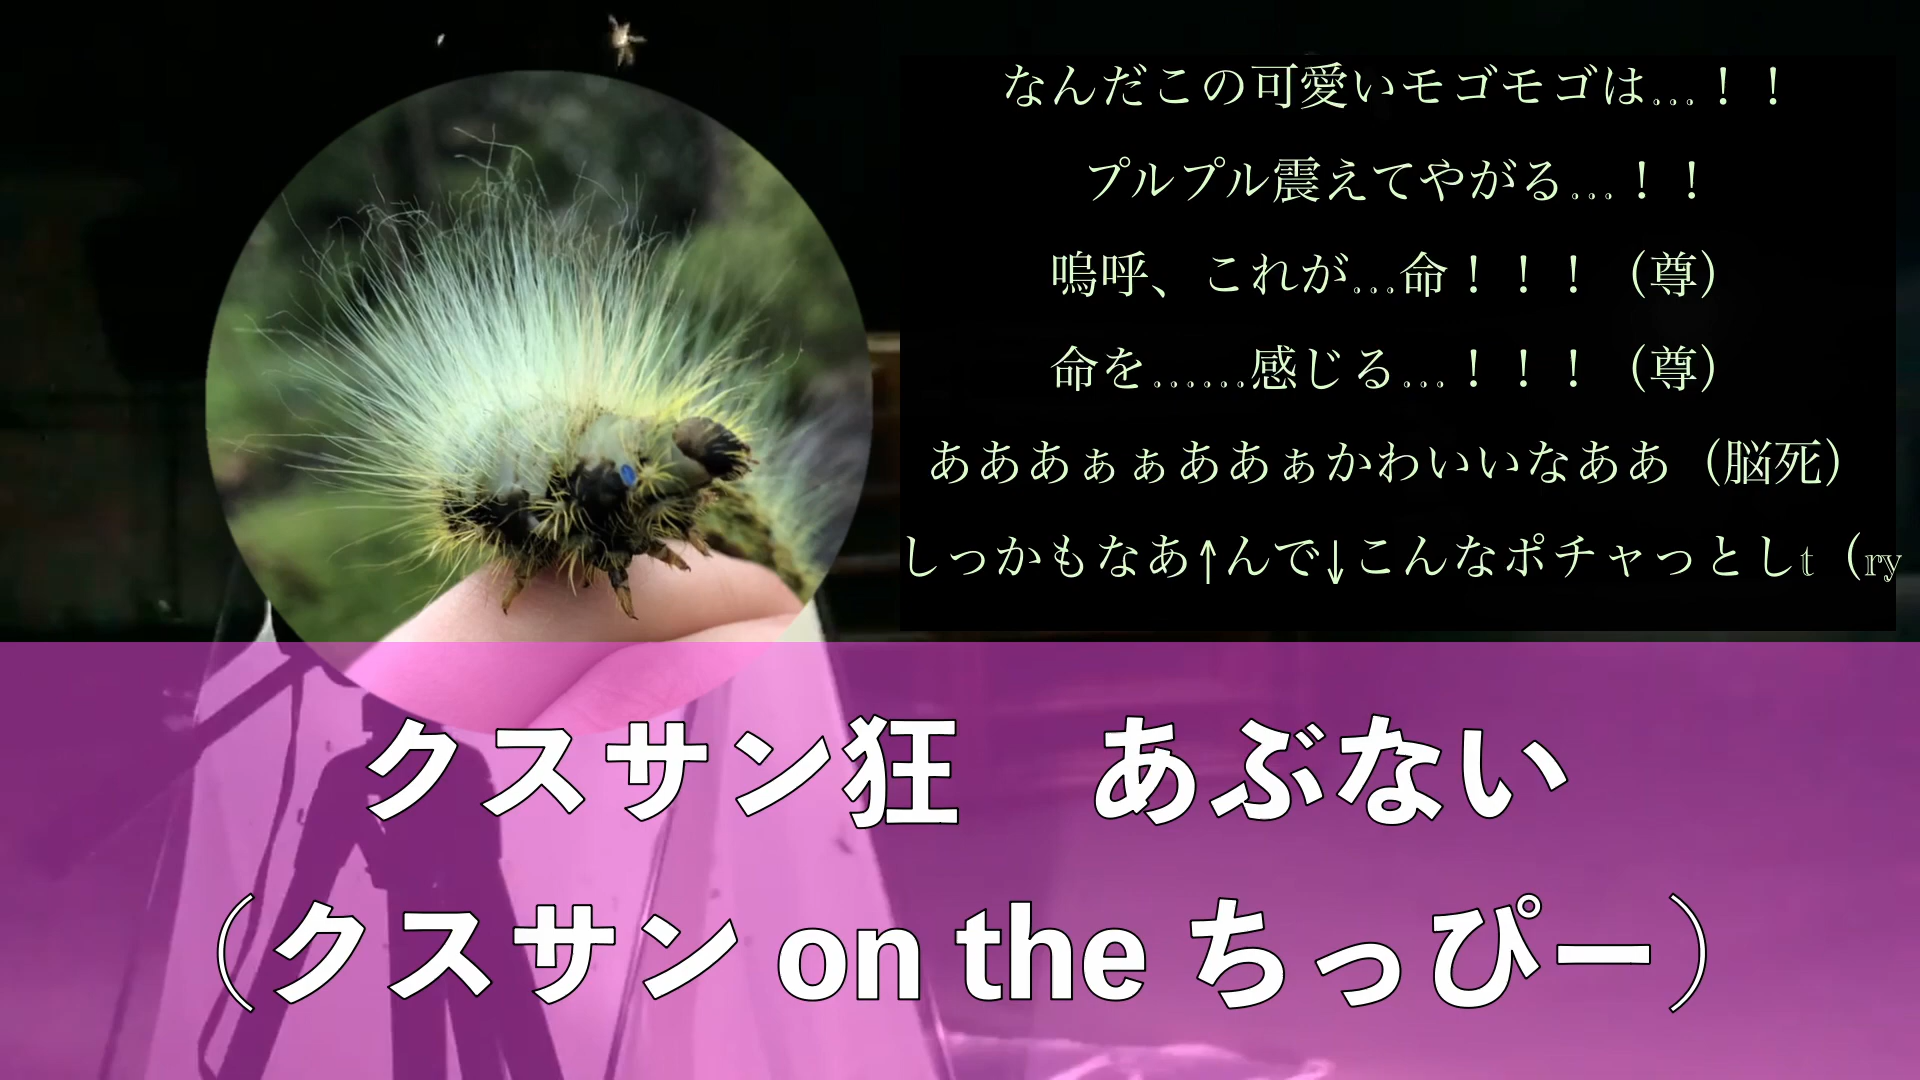 なんだこの可愛いモゴモゴは…！！
プルプル震えてやがる…！！
嗚呼、これが…命！！！（尊）
命を……感じる…！！！（尊）
あああぁぁああぁかわいいなああ（脳死）
しっかもなあ↑んで↓こんなポチャっとしt（ry
クスサン狂　あぶない
（クスサン on the ちっぴー）